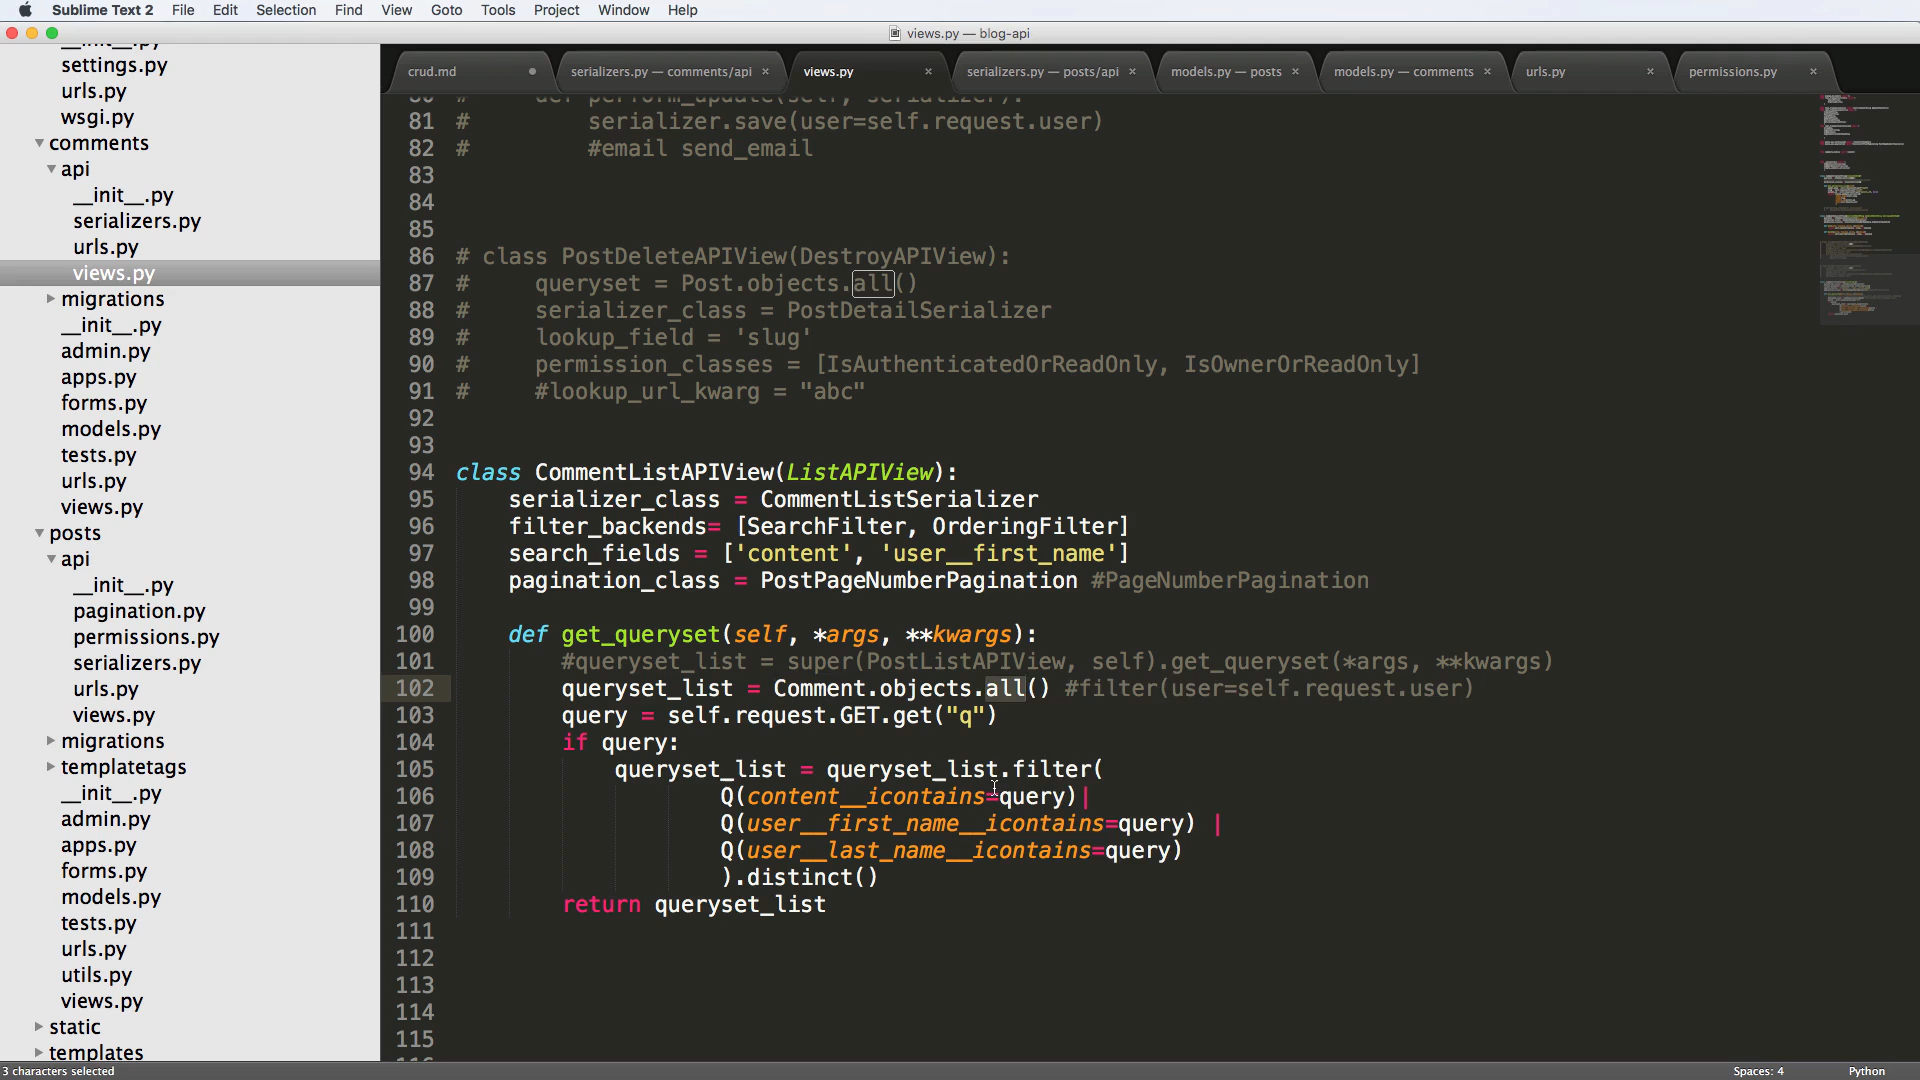 Sublime Text 2 File Edit Selection Find View Goto Tools Project Window Help
views.py — blog-api
__init__.py
settings.py
urls.py
wsgi.py
comments
api
__init__.py
serializers.py
urls.py
views.py
migrations
__init__.py
admin.py
apps.py
forms.py
models.py
tests.py
urls.py
views.py
posts
api
__init__.py
pagination.py
permissions.py
serializers.py
urls.py
views.py
migrations
templatetags
__init__.py
admin.py
apps.py
forms.py
models.py
tests.py
urls.py
utils.py
views.py
static
templates
crud.md
serializers.py — comments/api
views.py
serializers.py — posts/api
models.py — posts
models.py — comments
urls.py
permissions.py
80 # def perform_update(self, serializer):
81 # serializer.save(user=self.request.user)
82 # #email send_email
83
84
85
86 # class PostDeleteAPIView(DestroyAPIView):
87 # queryset = Post.objects.all()
88 # serializer_class = PostDetailSerializer
89 # lookup_field = 'slug'
90 # permission_classes = [IsAuthenticatedOrReadOnly, IsOwnerOrReadOnly]
91 # #lookup_url_kwarg = "abc"
92
93
94 class CommentListAPIView(ListAPIView):
95 serializer_class = CommentListSerializer
96 filter_backends= [SearchFilter, OrderingFilter]
97 search_fields = ['content', 'user__first_name']
98 pagination_class = PostPageNumberPagination #PageNumberPagination
99
100 def get_queryset(self, *args, **kwargs):
101 #queryset_list = super(PostListAPIView, self).get_queryset(*args, **kwargs)
102 queryset_list = Comment.objects.all() #filter(user=self.request.user)
103 query = self.request.GET.get("q")
104 if query:
105 queryset_list = queryset_list.filter(
106 Q(content__icontains=query)|
107 Q(user__first_name__icontains=query) |
108 Q(user__last_name__icontains=query)
109 ).distinct()
110 return queryset_list
111
112
113
114
115
3 characters selected
Spaces: 4
Python